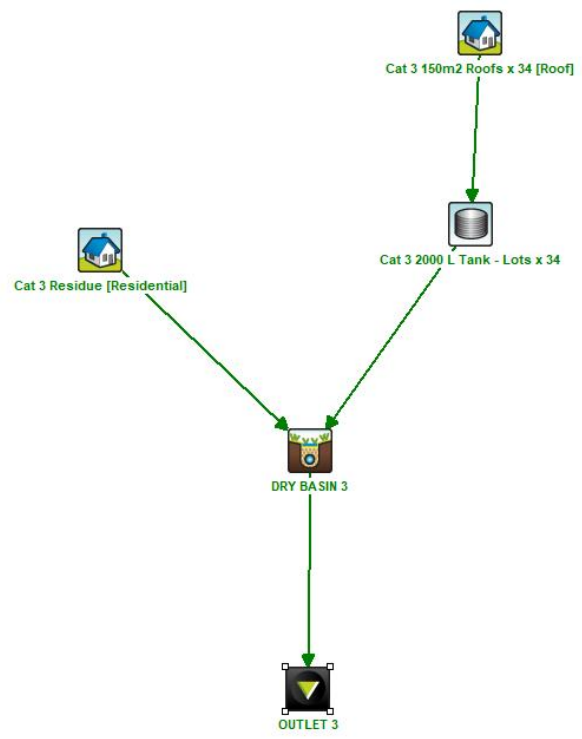 Cat 3 150m2 Roofs x 34 [Roof]
Cat 3 2000 L Tank - Lots x 34
Cat 3 Residue [Residential]
DRY BASIN 3
OUTLET 3